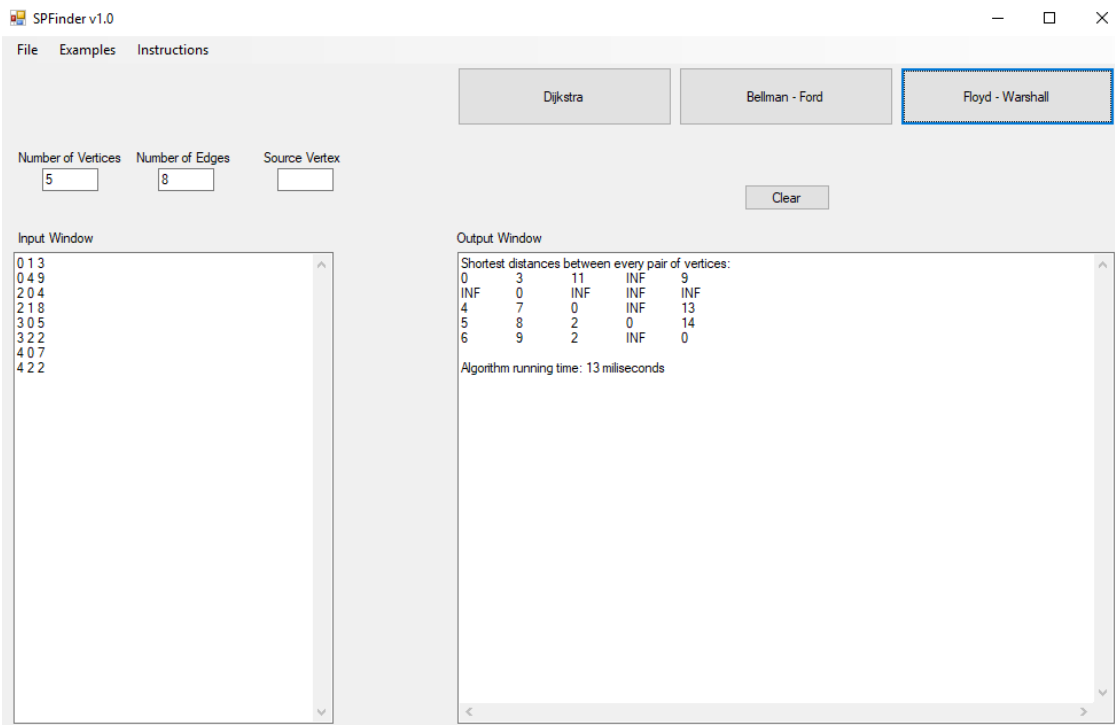 SPFinder v1.0
File Examples Instructions
Dijkstra Bellman - Ford Floyd - Warshall
Number of Vertices Number of Edges Source Vertex
5 8
Clear
Input Window
0 1 3
0 4 9
2 0 4
2 1 8
3 0 5
3 2 2
4 0 7
4 2 2
Output Window
Shortest distances between every pair of vertices:
0 3 11 INF 9
INF 0 INF INF INF
4 7 0 INF 13
5 8 2 0 14
6 9 2 INF 0
Algorithm running time: 13 miliseconds